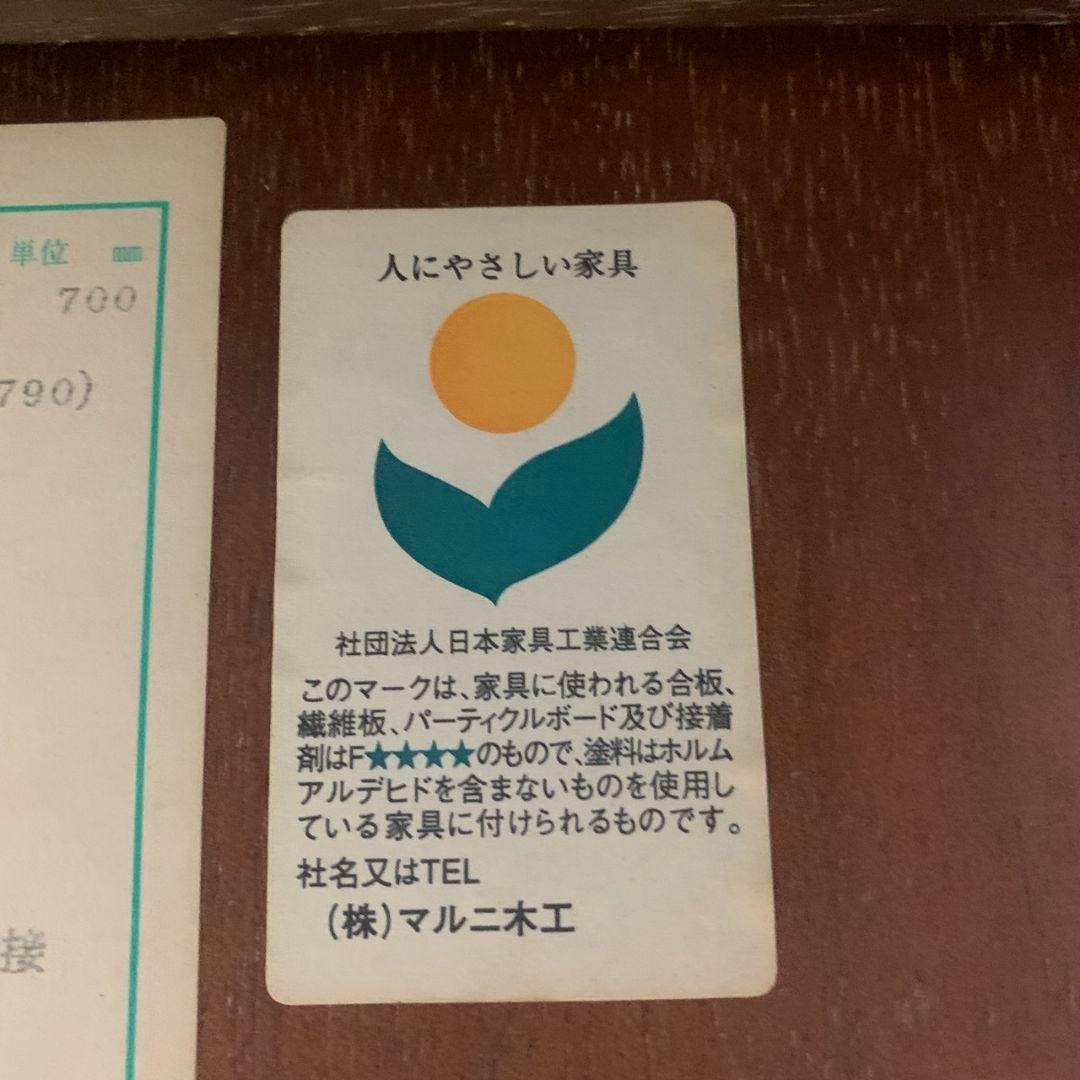 単位 mm
700
790)
接
人にやさしい家具
社団法人日本家具工業連合会
このマークは、家具に使われる合板、
繊維板、パーティクルボード及び接着
剤はF★★★★のもので、塗料はホルム
アルデヒドを含まないものを使用し
ている家具に付けられるものです。
社名又はTEL
(株)マルニ木工